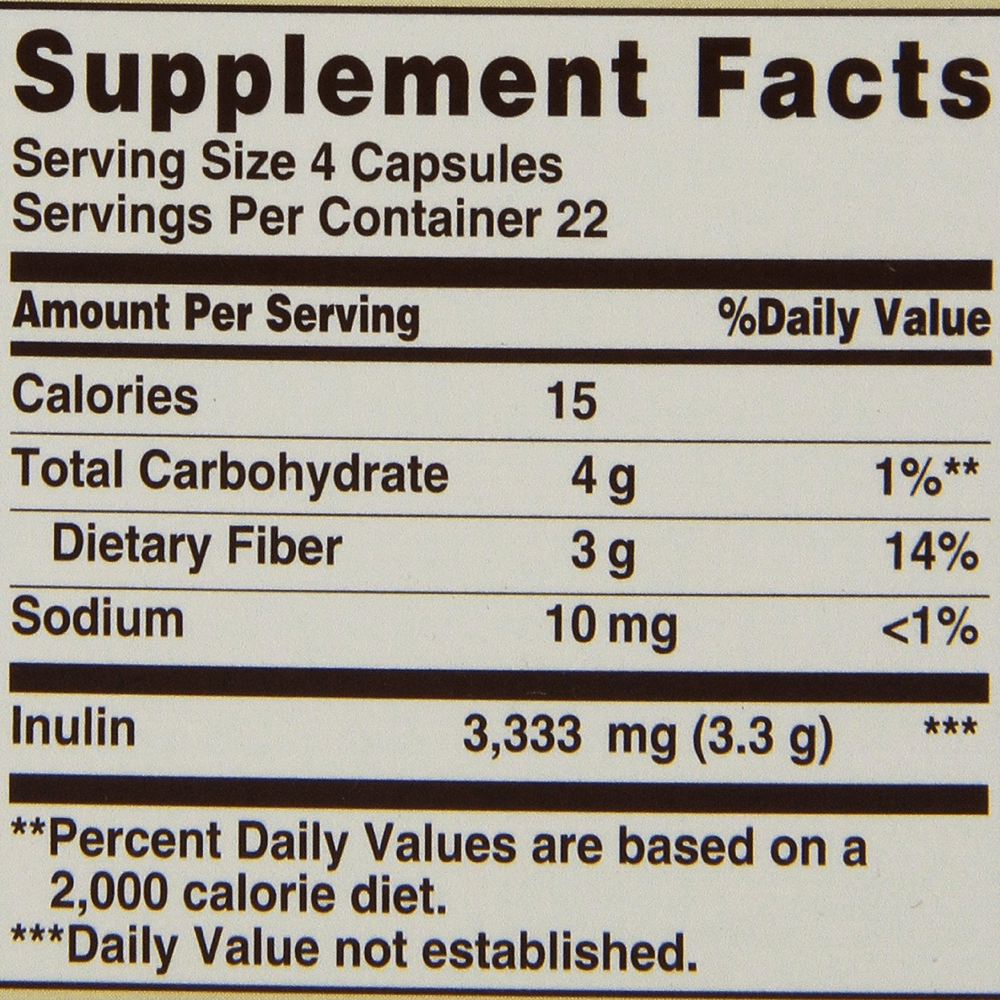 Supplement Facts
Serving Size 4 Capsules
Servings Per Container 22
Amount Per Serving %Daily Value
Calories 15
Total Carbohydrate 4 g 1%**
Dietary Fiber 3 g 14%
Sodium 10 mg <1%
Inulin 3,333 mg (3.3 g) ***
**Percent Daily Values are based on a
2,000 calorie diet.
***Daily Value not established.